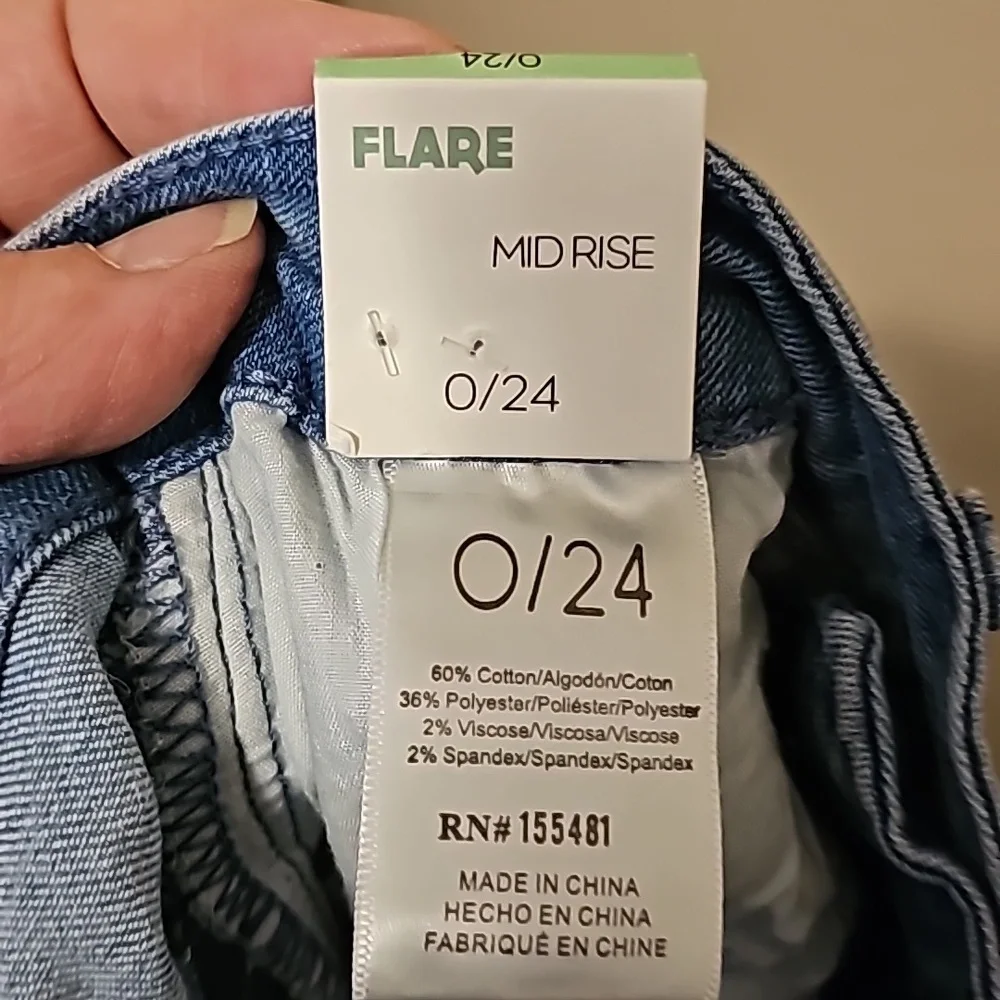 0/24
FLARE
MID RISE
0/24
0/24
60% Cotton/Algodón/Coton
36% Polyester/Poliéster/Polyester
2% Viscose/Viscosa/Viscose
2% Spandex/Spandex/Spandex
RN# 155481
MADE IN CHINA
HECHO EN CHINA
FABRIQUÉ EN CHINE